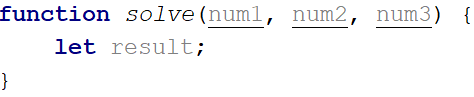 function solve(num1, num2, num3) {
    let result;
}